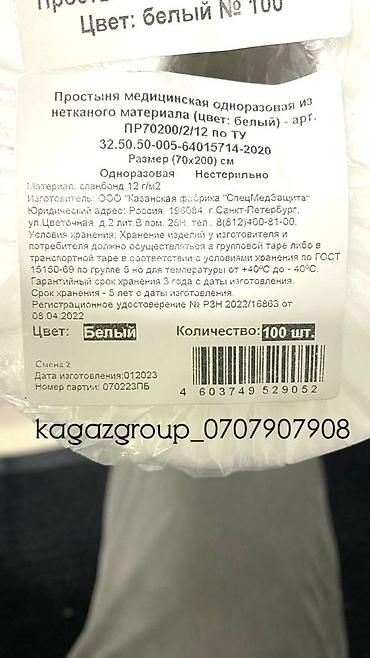 Цвет: белый № 100
Простыня медицинская одноразовая из
нетканого материала (цвет: белый) - арт.
ПР70200/2/12 по ТУ
32.50.50-005-64015714-2020
Размер (70х200) см
Одноразовая Нестерильно
Материал: спанбонд 12 г/м2
Изготовитель: ООО "Казанская фабрика "СпецМедЗащита"
Юридический адрес: Россия, 196084, г.Санкт-Петербург,
ул.Цветочная, д.2 лит.В пом. 26Н, тел., 8(812)400-81-00.
Условия хранения: Хранение изделий у изготовителя и
потребителя должно осуществляться в групповой таре либо в
транспортной таре в соответствии с условиями хранения по ГОСТ
15150-69 по группе 5 но для температуры от +40ºС до - 40ºС.
Гарантийный срок хранения 3 года с даты изготовления.
Срок хранения - 5 лет с даты изготовления.
Регистрационное удостоверение № РЗН 2022/16863 от
08.04.2022
Цвет: Белый Количество: 100 шт.
Смена 2
Дата изготовления:012023
Номер партии: 070223ПБ
4 603749 529052
kagazgroup_0707907908